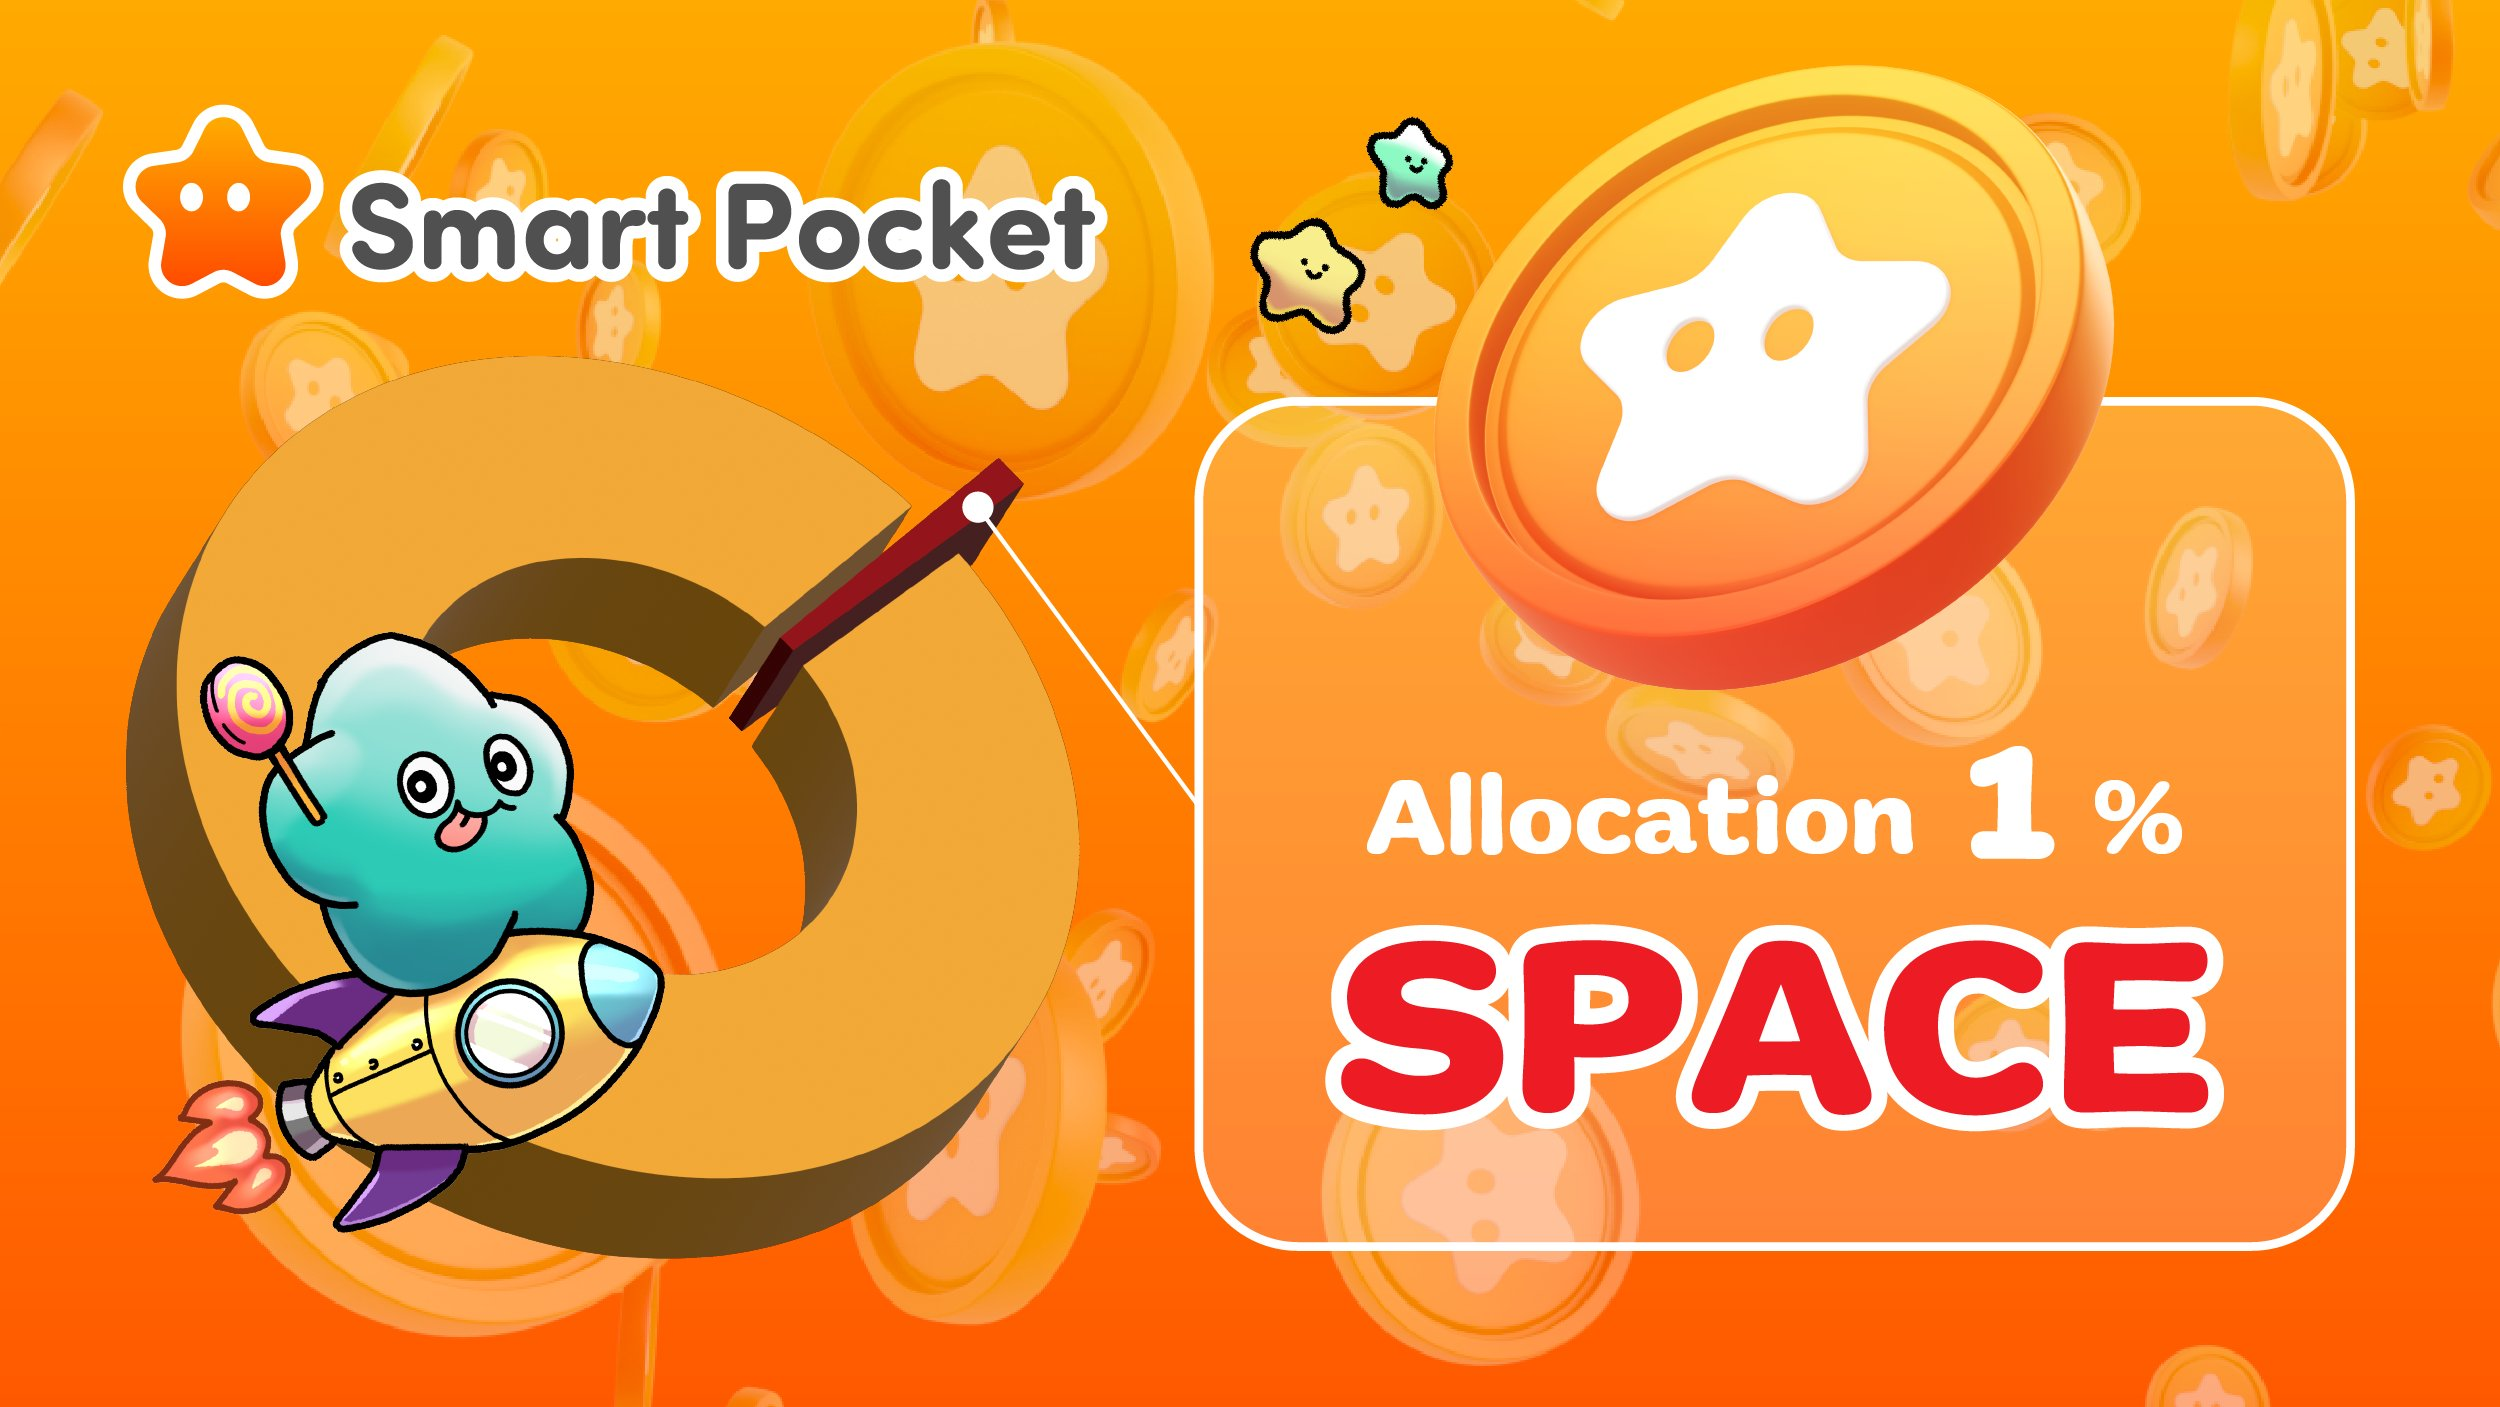 Smart Pocket
Allocation 1 %
SPACE